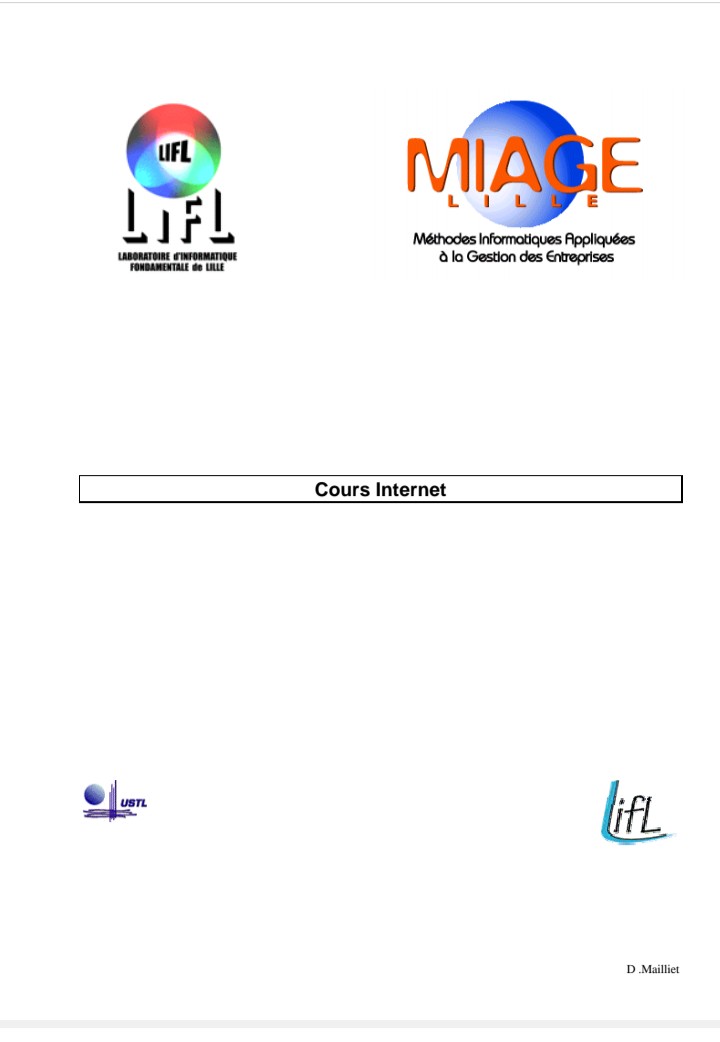 LIFL
LIFL
LABORATOIRE d'INFORMATIQUE
FONDAMENTALE de LILLE
MIAGE
LILLE
Méthodes Informatiques Appliquées
à la Gestion des Entreprises
Cours Internet
USTL
LifL
D .Mailliet